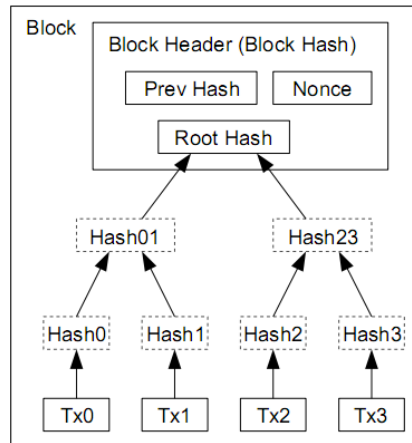 Block
Block Header (Block Hash)
Prev Hash
Nonce
Root Hash
Hash01
Hash23
Hash0
Hash1
Hash2
Hash3
Tx0
Tx1
Tx2
Tx3